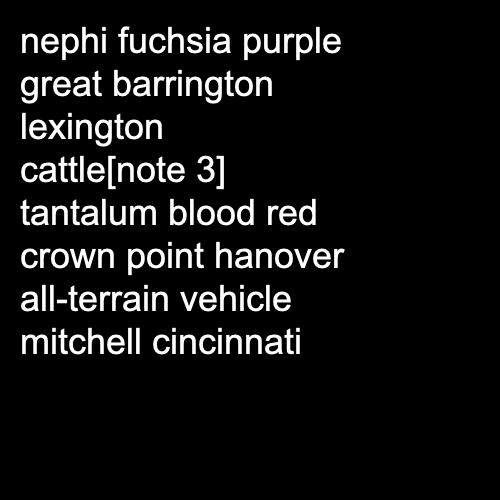 nephi fuchsia purple
great barrington
lexington
cattle[note 3]
tantalum blood red
crown point hanover
all-terrain vehicle
mitchell cincinnati